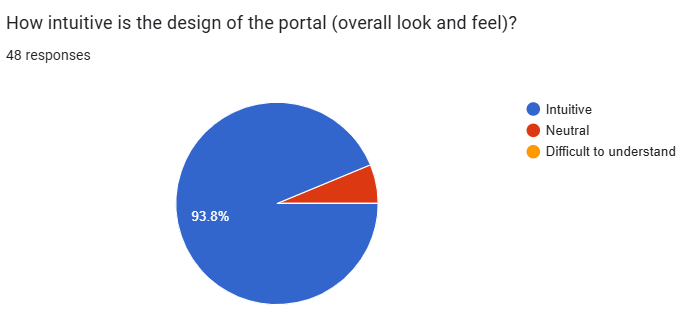 How intuitive is the design of the portal (overall look and feel)?
48 responses
93.8%
Intuitive
Neutral
Difficult to understand